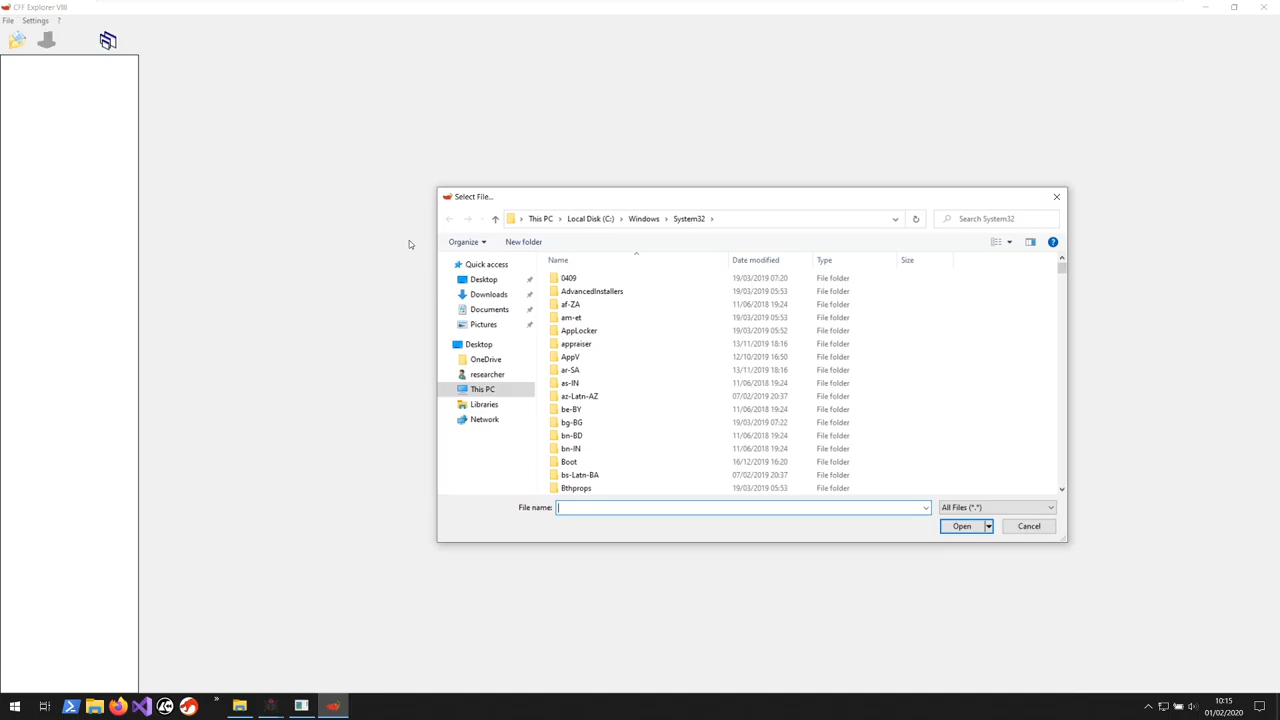 CFF Explorer VIII
File Settings ?
Select File...
This PC > Local Disk (C:) > Windows > System32 >
Search System32
Organize New folder
Name Date modified Type Size
Quick access
Desktop
Downloads
Documents
Pictures
Desktop
OneDrive
researcher
This PC
Libraries
Network
0409 19/03/2019 07:20 File folder
AdvancedInstallers 19/03/2019 05:53 File folder
af-ZA 11/06/2018 19:24 File folder
am-et 19/03/2019 05:53 File folder
AppLocker 19/03/2019 05:52 File folder
appraiser 13/11/2019 18:16 File folder
AppV 12/10/2019 16:50 File folder
ar-SA 13/11/2019 18:16 File folder
as-IN 11/06/2018 19:24 File folder
az-Latn-AZ 07/02/2019 20:37 File folder
be-BY 11/06/2018 19:24 File folder
bg-BG 19/03/2019 07:22 File folder
bn-BD 11/06/2018 19:24 File folder
bn-IN 11/06/2018 19:24 File folder
Boot 16/12/2019 16:20 File folder
bs-Latn-BA 07/02/2019 20:37 File folder
Bthprops 19/03/2019 05:53 File folder
File name: All Files (*.*)
Open Cancel
10:15
01/02/2020